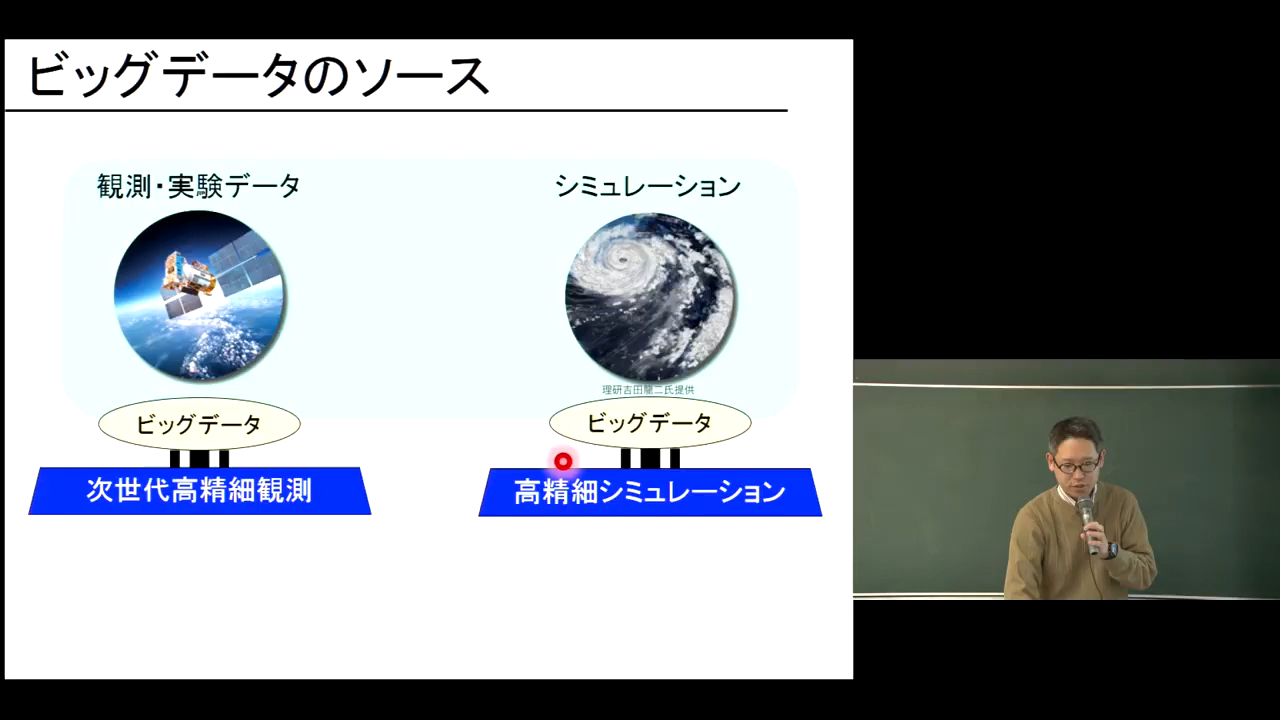 ビッグデータのソース
観測・実験データ
シミュレーション
理研吉田龍二氏提供
ビッグデータ
ビッグデータ
次世代高精細観測
高精細シミュレーション